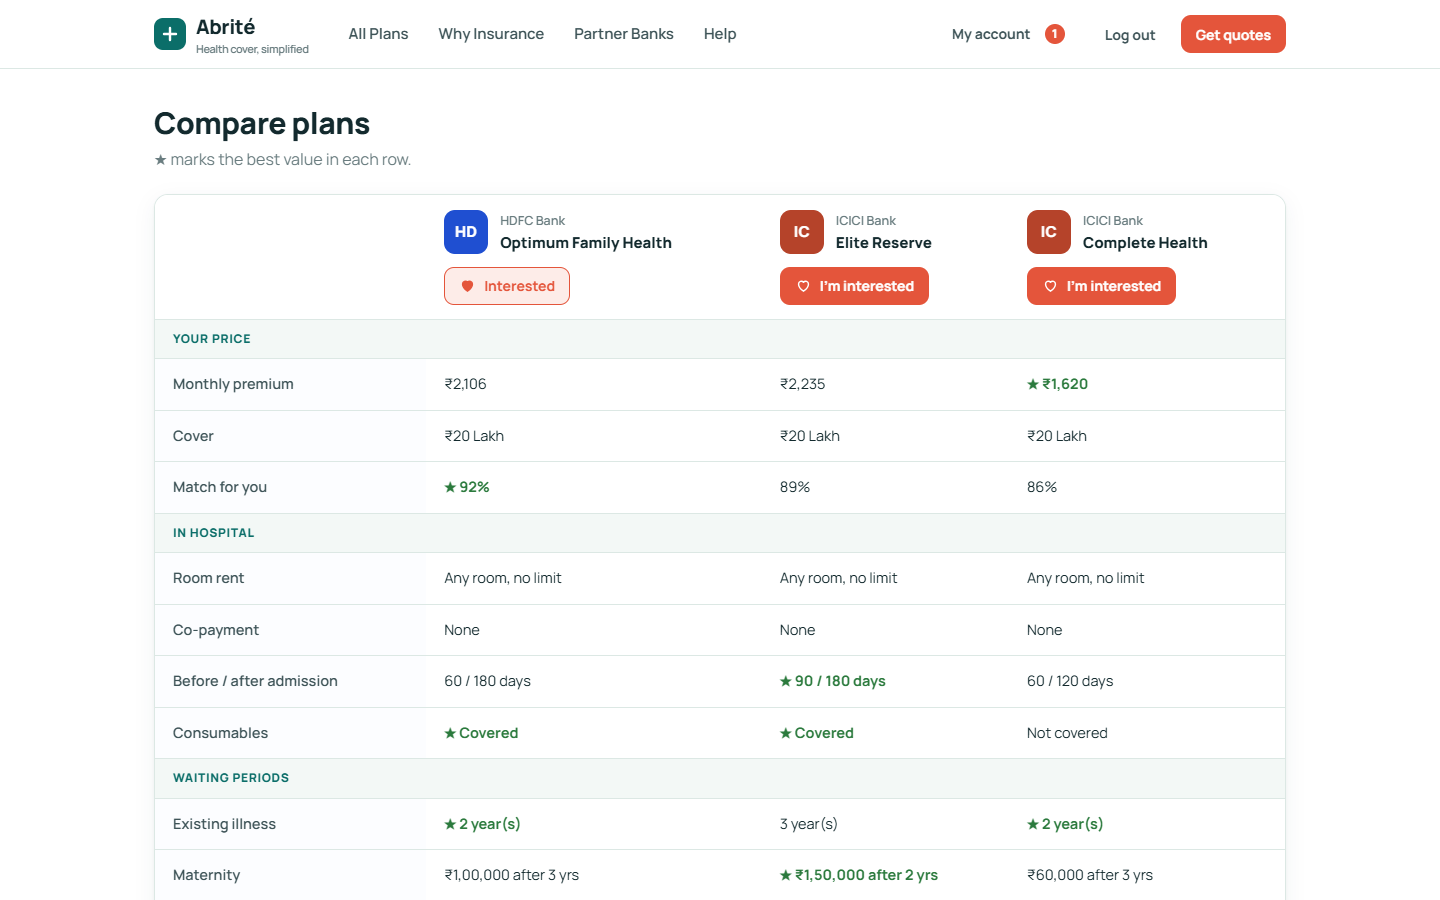 Abrité
Health cover, simplified
All Plans
Why Insurance
Partner Banks
Help
My account 1
Log out
Get quotes
Compare plans
★ marks the best value in each row.
HD
HDFC Bank
Optimum Family Health
Interested
IC
ICICI Bank
Elite Reserve
I'm interested
IC
ICICI Bank
Complete Health
I'm interested
YOUR PRICE
Monthly premium ₹2,106 ₹2,235 ★ ₹1,620
Cover ₹20 Lakh ₹20 Lakh ₹20 Lakh
Match for you ★ 92% 89% 86%
IN HOSPITAL
Room rent Any room, no limit Any room, no limit Any room, no limit
Co-payment None None None
Before / after admission 60 / 180 days ★ 90 / 180 days 60 / 120 days
Consumables ★ Covered ★ Covered Not covered
WAITING PERIODS
Existing illness ★ 2 year(s) 3 year(s) ★ 2 year(s)
Maternity ₹1,00,000 after 3 yrs ★ ₹1,50,000 after 2 yrs ₹60,000 after 3 yrs